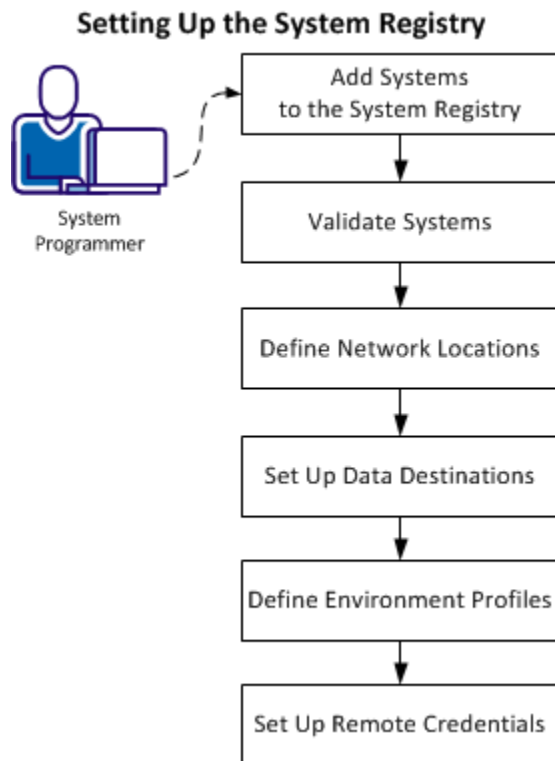 Setting Up the System Registry
Add Systems
to the System Registry
System
Programmer
Validate Systems
Define Network Locations
Set Up Data Destinations
Define Environment Profiles
Set Up Remote Credentials